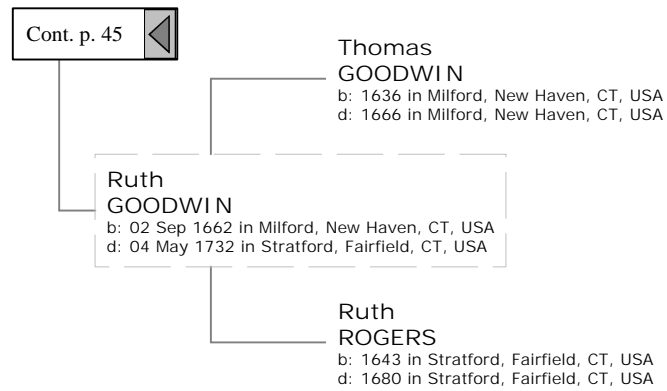 Cont. p. 45
Thomas
GOODWIN
b: 1636 in Milford, New Haven, CT, USA
d: 1666 in Milford, New Haven, CT, USA
Ruth
GOODWIN
b: 02 Sep 1662 in Milford, New Haven, CT, USA
d: 04 May 1732 in Stratford, Fairfield, CT, USA
Ruth
ROGERS
b: 1643 in Stratford, Fairfield, CT, USA
d: 1680 in Stratford, Fairfield, CT, USA